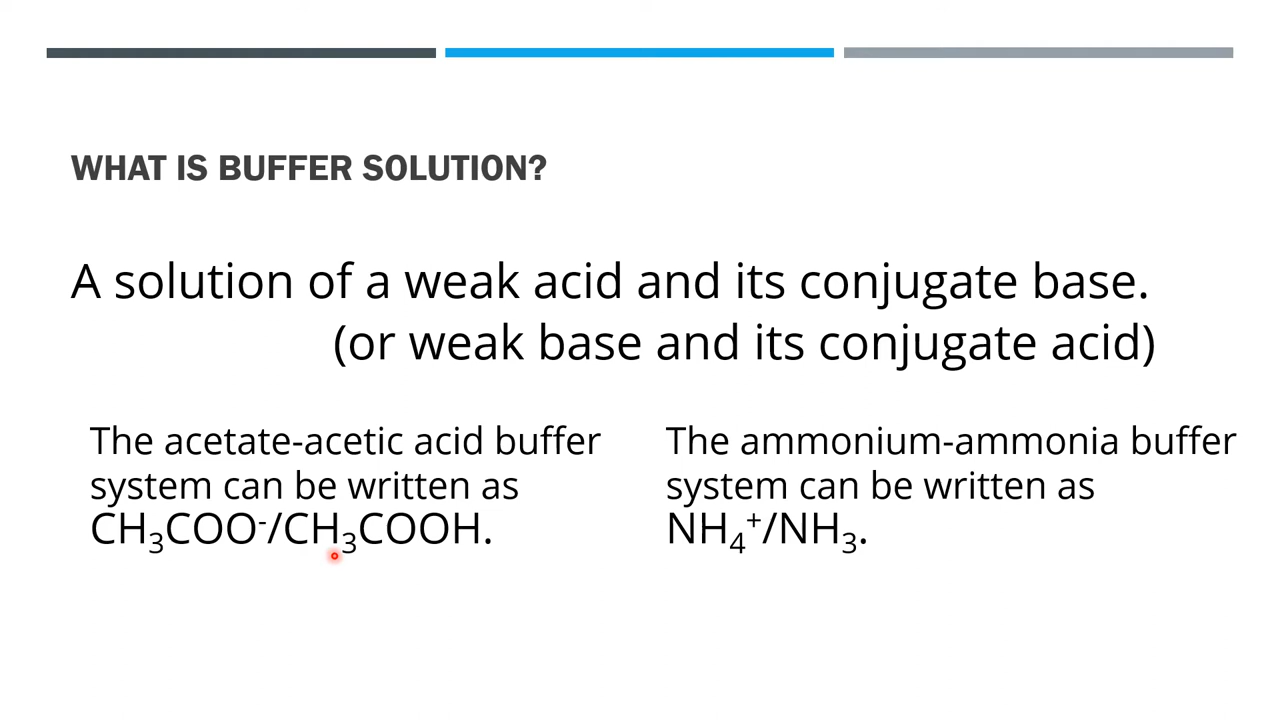 WHAT IS BUFFER SOLUTION?
A solution of a weak acid and its conjugate base.
(or weak base and its conjugate acid)
The acetate-acetic acid buffer
system can be written as
CH₃COO⁻/CH₃COOH.
The ammonium-ammonia buffer
system can be written as
NH₄⁺/NH₃.